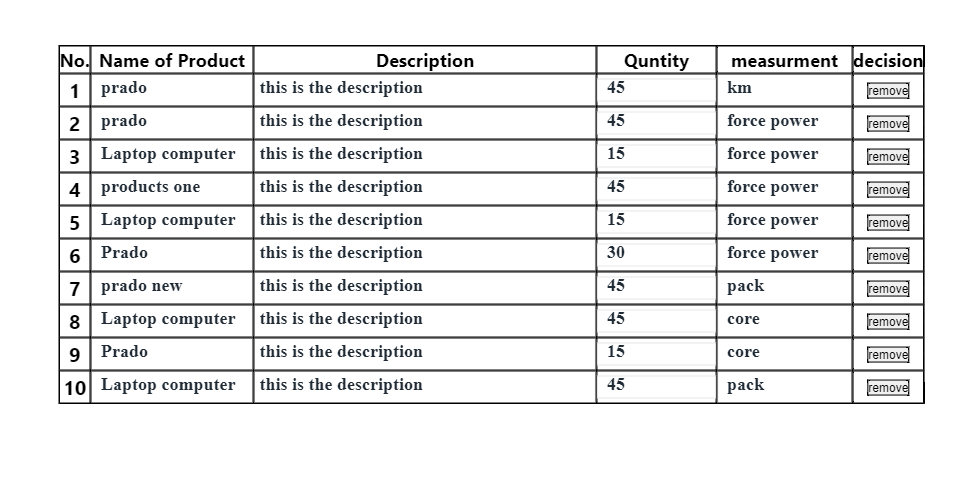 No. Name of Product Description Quntity measurment decision
1 prado this is the description 45 km remove
2 prado this is the description 45 force power remove
3 Laptop computer this is the description 15 force power remove
4 products one this is the description 45 force power remove
5 Laptop computer this is the description 15 force power remove
6 Prado this is the description 30 force power remove
7 prado new this is the description 45 pack remove
8 Laptop computer this is the description 45 core remove
9 Prado this is the description 15 core remove
10 Laptop computer this is the description 45 pack remove